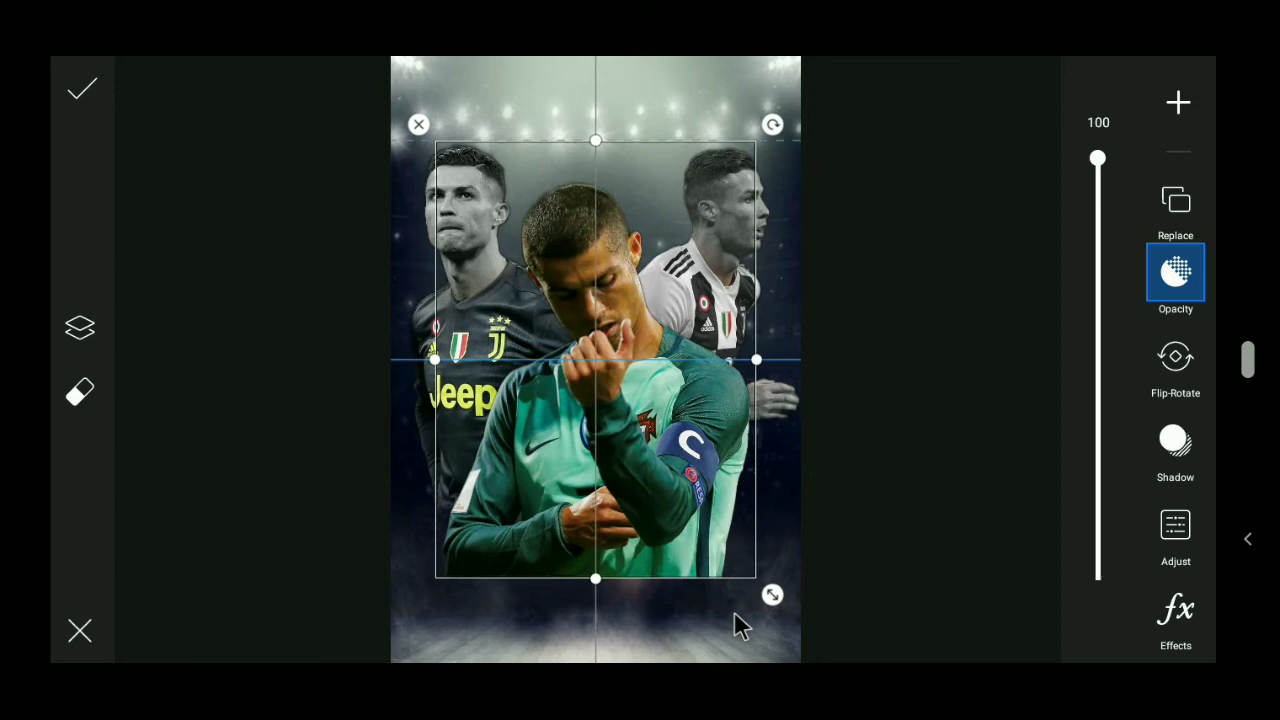 100
Replace
Opacity
Flip-Rotate
Shadow
Adjust
fx
Effects
J
Jeep
C